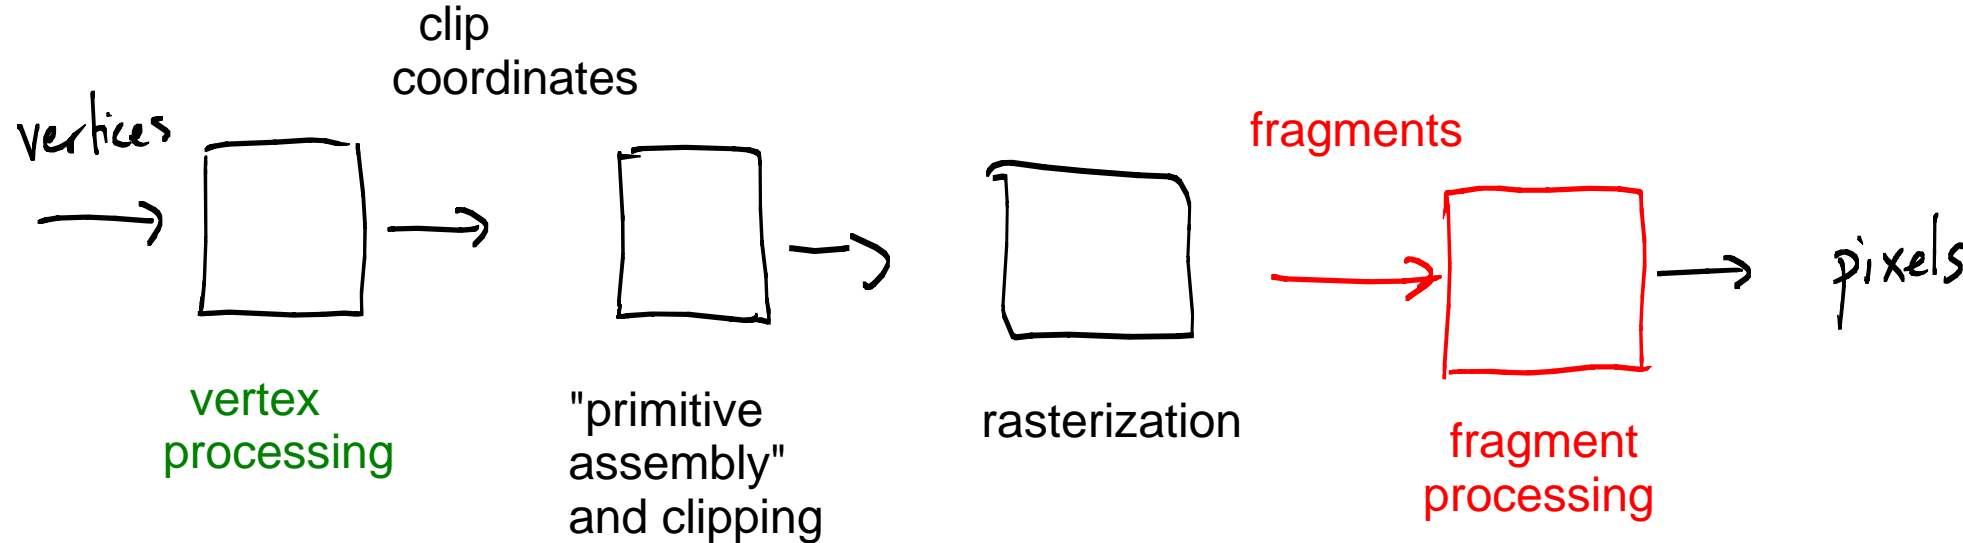 clip
coordinates
vertices
fragments
pixels
vertex
processing
"primitive
assembly"
and clipping
rasterization
fragment
processing